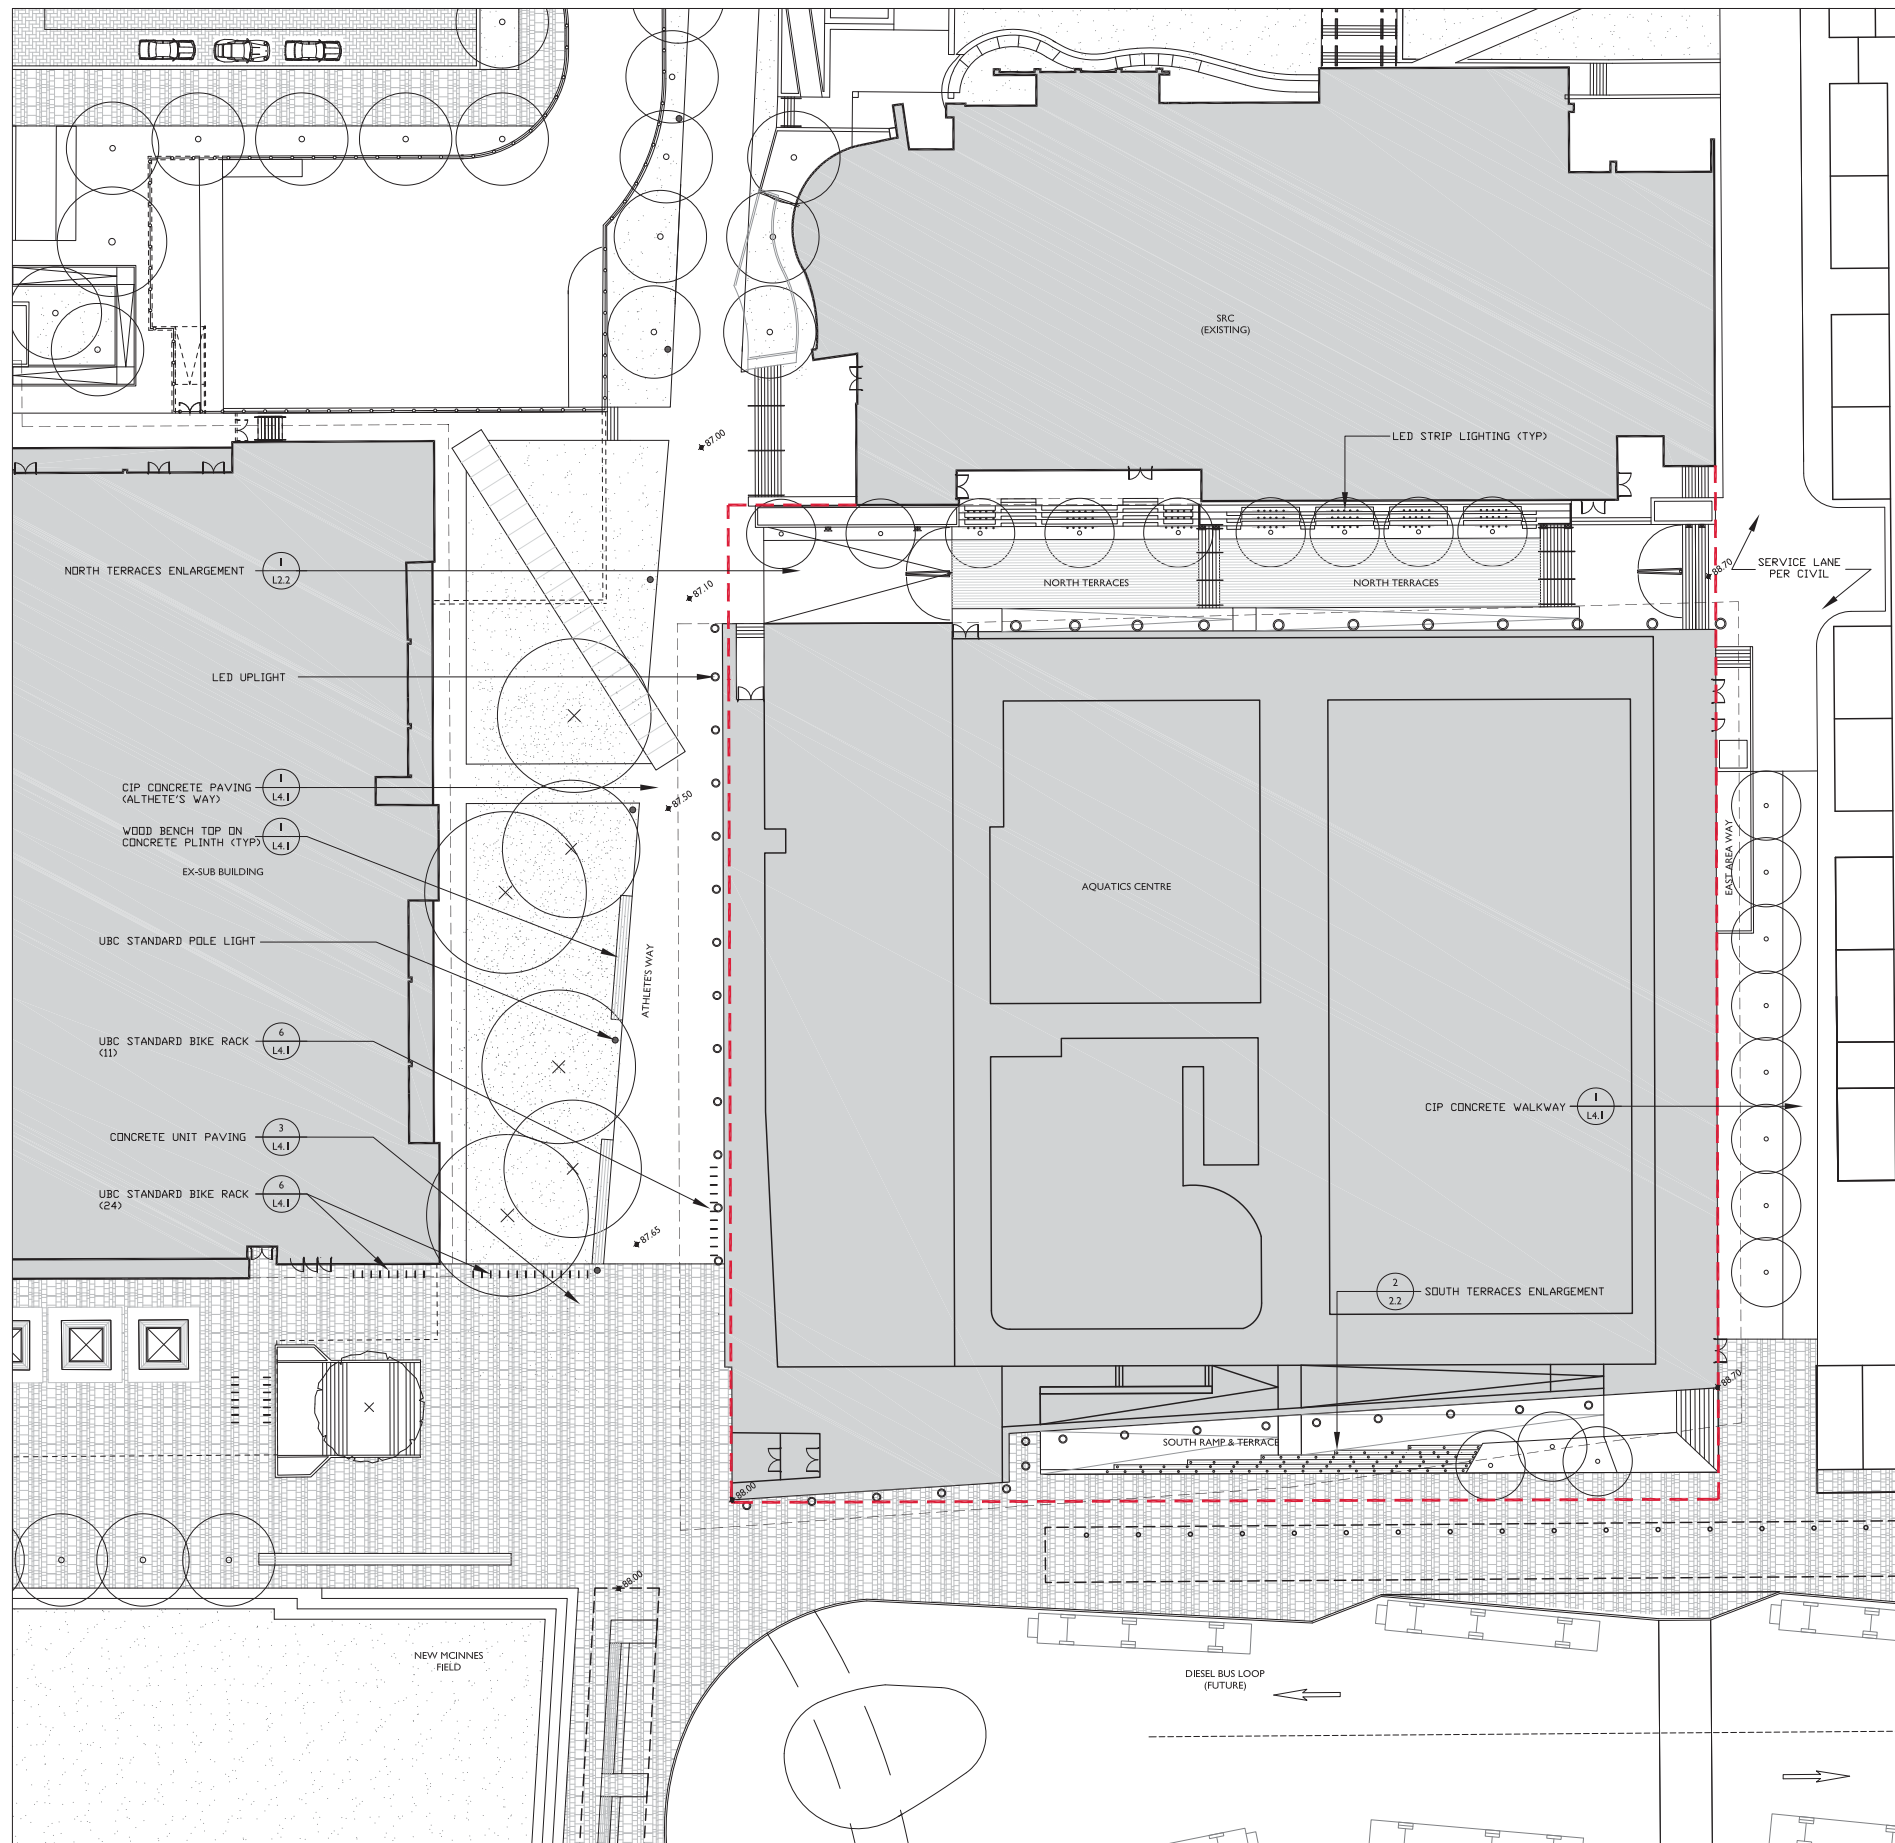 SRC
(EXISTING)
87.00
LED STRIP LIGHTING (TYP)
NORTH TERRACES ENLARGEMENT
1
L2.2
87.10
NORTH TERRACES
NORTH TERRACES
88.70
SERVICE LANE
PER CIVIL
LED UPLIGHT
CIP CONCRETE PAVING
(ALTHETE'S WAY)
1
L4.1
87.50
WOOD BENCH TOP ON
CONCRETE PLINTH (TYP)
1
L4.1
EX-SUB BUILDING
AQUATICS CENTRE
EAST AREA WAY
UBC STANDARD POLE LIGHT
ATHLETE'S WAY
UBC STANDARD BIKE RACK
(11)
6
L4.1
CIP CONCRETE WALKWAY
1
L4.1
CONCRETE UNIT PAVING
3
L4.1
UBC STANDARD BIKE RACK
(24)
6
L4.1
87.65
2
2.2
SOUTH TERRACES ENLARGEMENT
88.70
SOUTH RAMP & TERRACE
88.00
88.00
NEW MCINNES
FIELD
DIESEL BUS LOOP
(FUTURE)